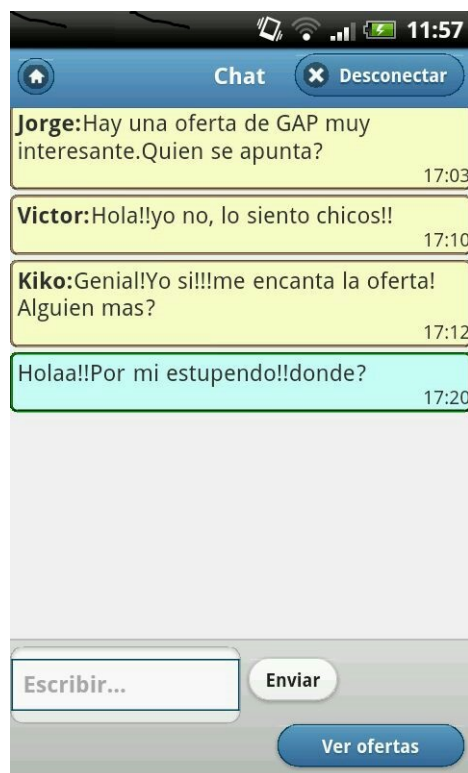 11:57
Chat
Desconectar
Jorge:Hay una oferta de GAP muy
interesante.Quien se apunta?
17:03
Victor:Hola!!yo no, lo siento chicos!!
17:10
Kiko:Genial!Yo si!!!me encanta la oferta!
Alguien mas?
17:12
Holaa!!Por mi estupendo!!donde?
17:20
Escribir...
Enviar
Ver ofertas